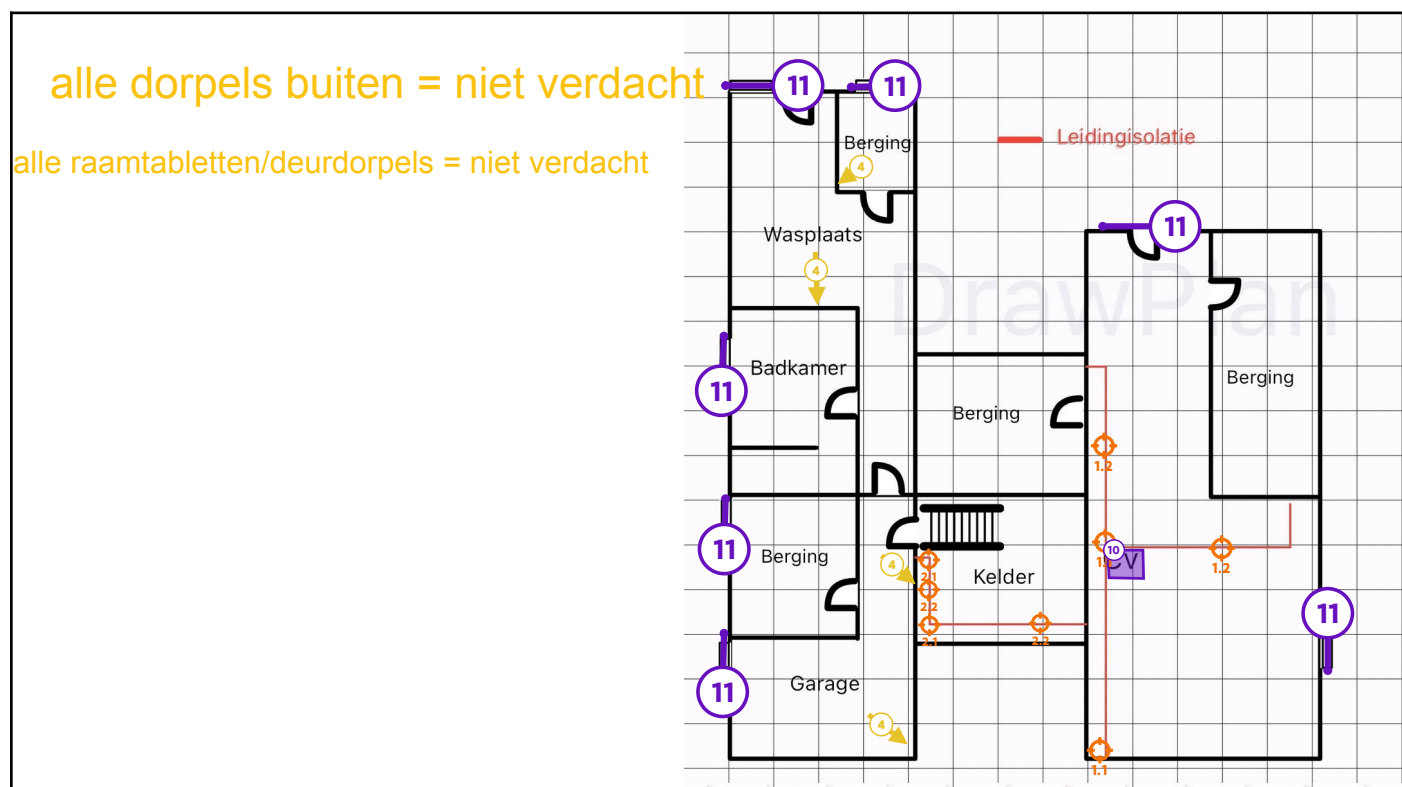 alle dorpels buiten = niet verdacht
11
11
Berging
Leidingisolatie
alle raamtabletten/deurdorpels = niet verdacht
4
11
Wasplaats
4
DrawPlan
Badkamer
Berging
11
Berging
1.2
11
Berging
4
10
CV
1.2
2.1
Kelder
2.2
11
2.1
2.2
11
Garage
4
1.1